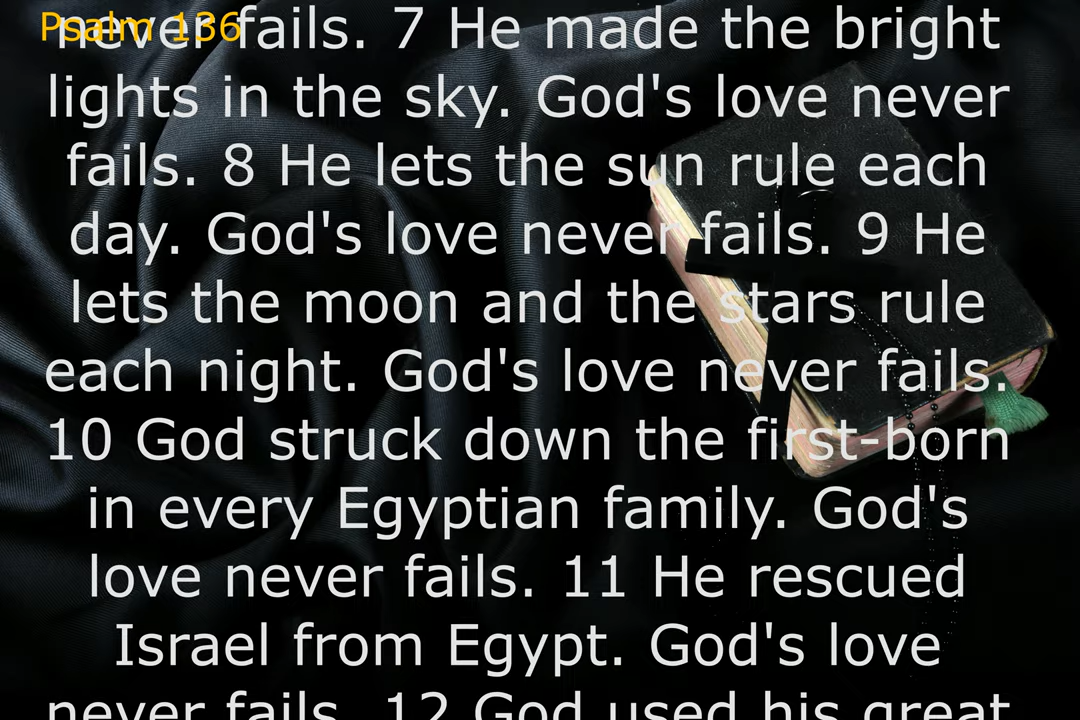 Psalm 136
never fails. 7 He made the bright
lights in the sky. God's love never
fails. 8 He lets the sun rule each
day. God's love never fails. 9 He
lets the moon and the stars rule
each night. God's love never fails.
10 God struck down the first-born
in every Egyptian family. God's
love never fails. 11 He rescued
Israel from Egypt. God's love
never fails. 12 God used his great